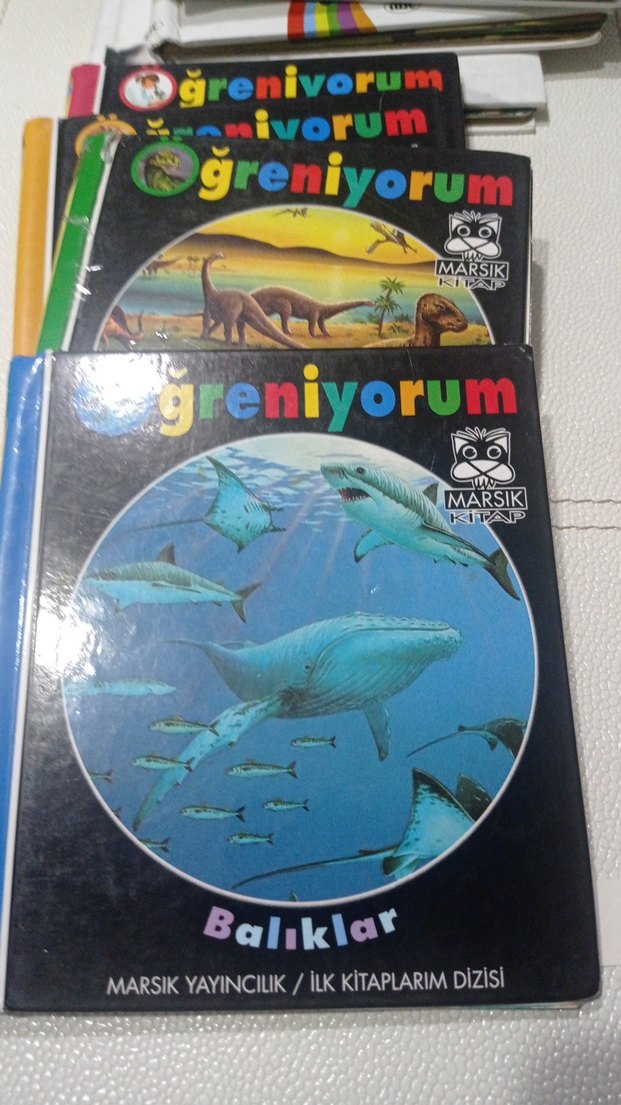 Öğreniyorum
Öğreniyorum
Öğreniyorum
MARSIK
KİTAP
Öğreniyorum
MARSIK
KİTAP
Balıklar
MARSIK YAYINCILIK / İLK KİTAPLARIM DİZİSİ